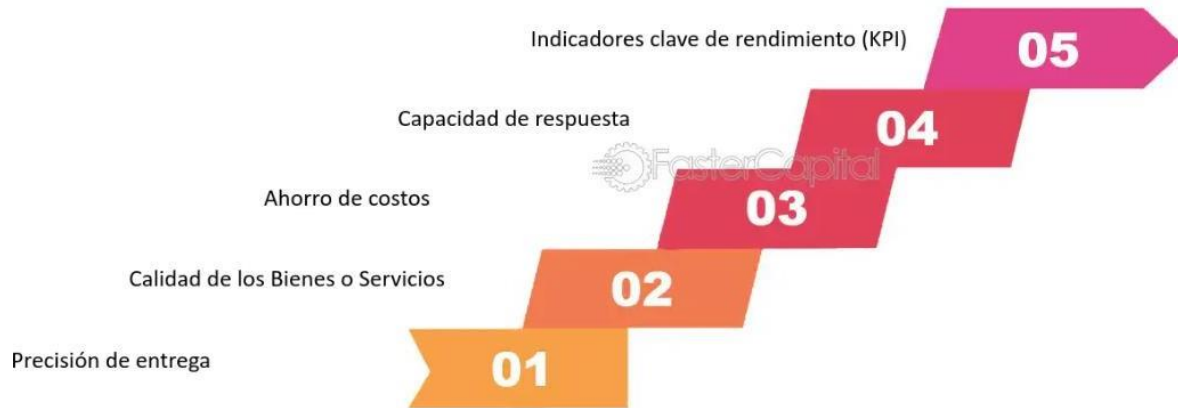 Indicadores clave de rendimiento (KPI)
05
Capacidad de respuesta
04
FasterCapital
Ahorro de costos
03
Calidad de los Bienes o Servicios
02
Precisión de entrega
01